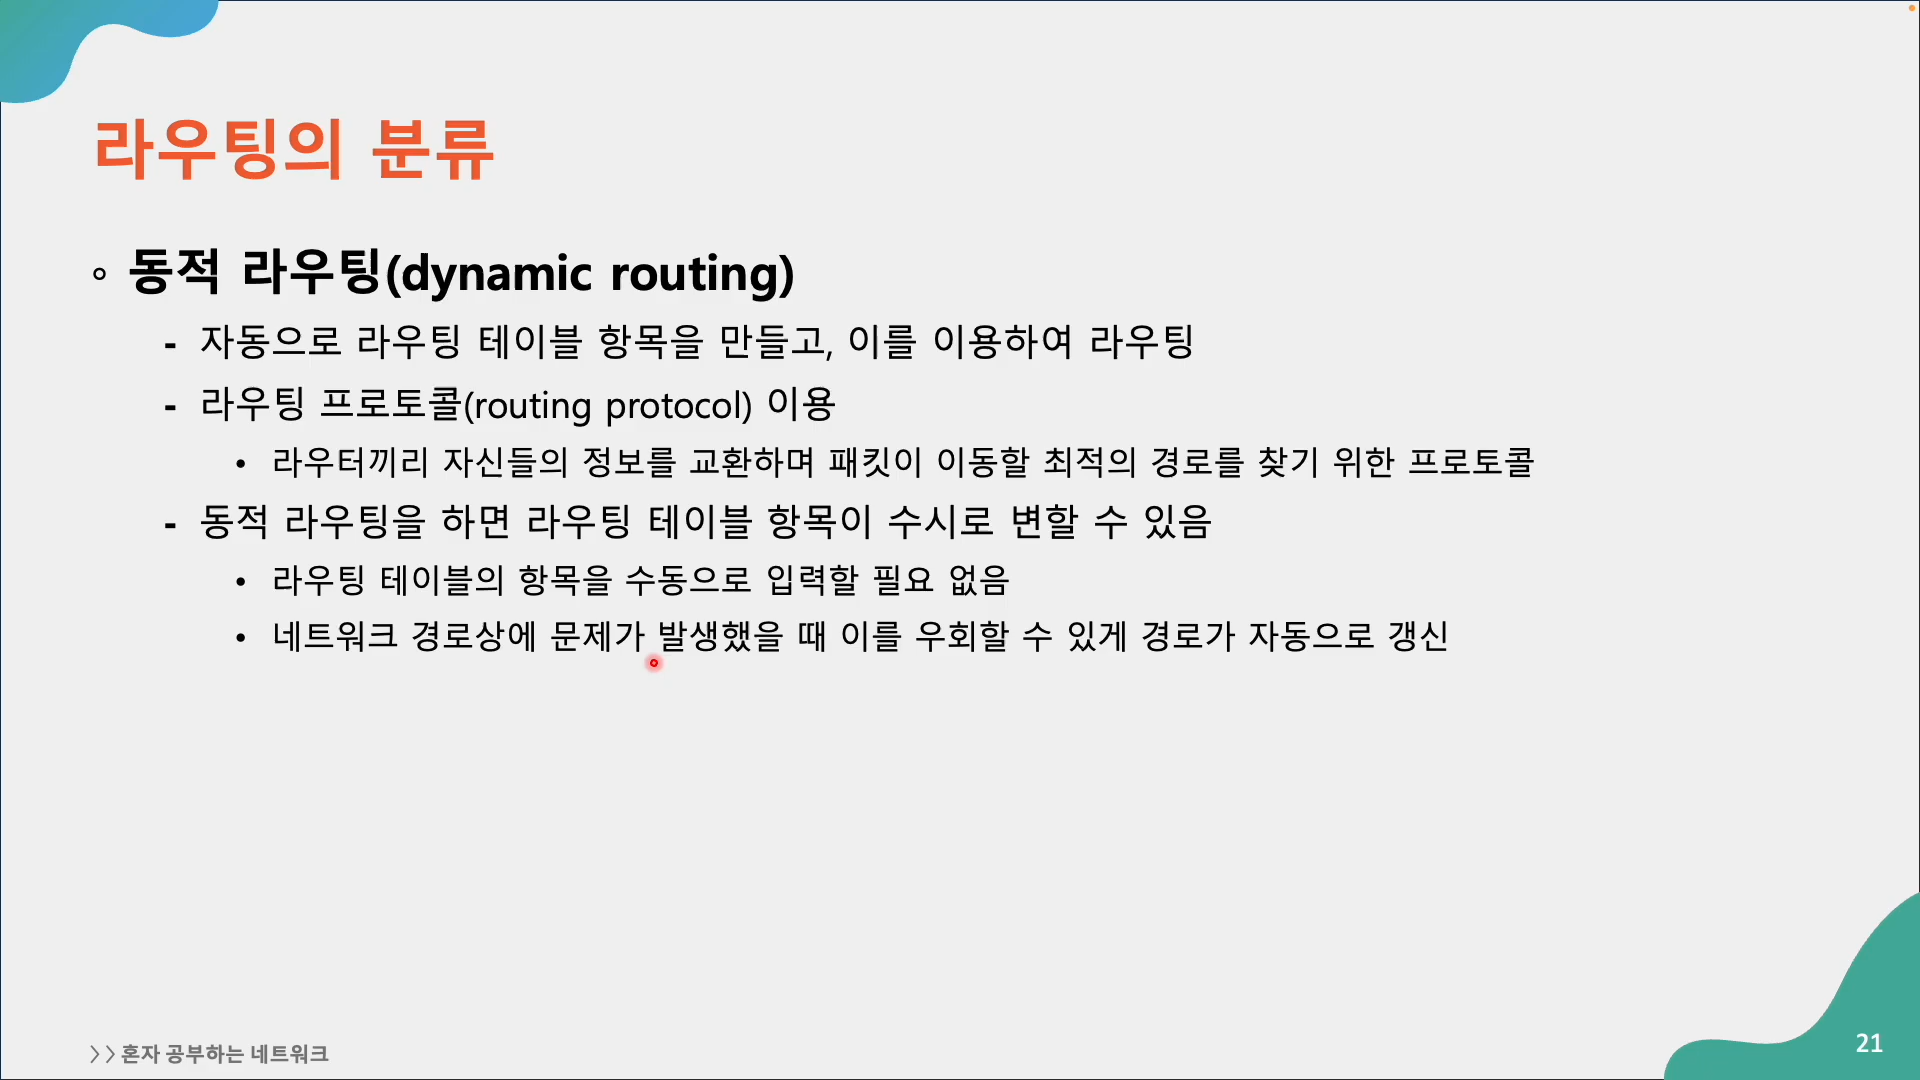 라우팅의 분류
동적 라우팅(dynamic routing)
- 자동으로 라우팅 테이블 항목을 만들고, 이를 이용하여 라우팅
- 라우팅 프로토콜(routing protocol) 이용
• 라우터끼리 자신들의 정보를 교환하며 패킷이 이동할 최적의 경로를 찾기 위한 프로토콜
- 동적 라우팅을 하면 라우팅 테이블 항목이 수시로 변할 수 있음
• 라우팅 테이블의 항목을 수동으로 입력할 필요 없음
• 네트워크 경로상에 문제가 발생했을 때 이를 우회할 수 있게 경로가 자동으로 갱신
>> 혼자 공부하는 네트워크
21